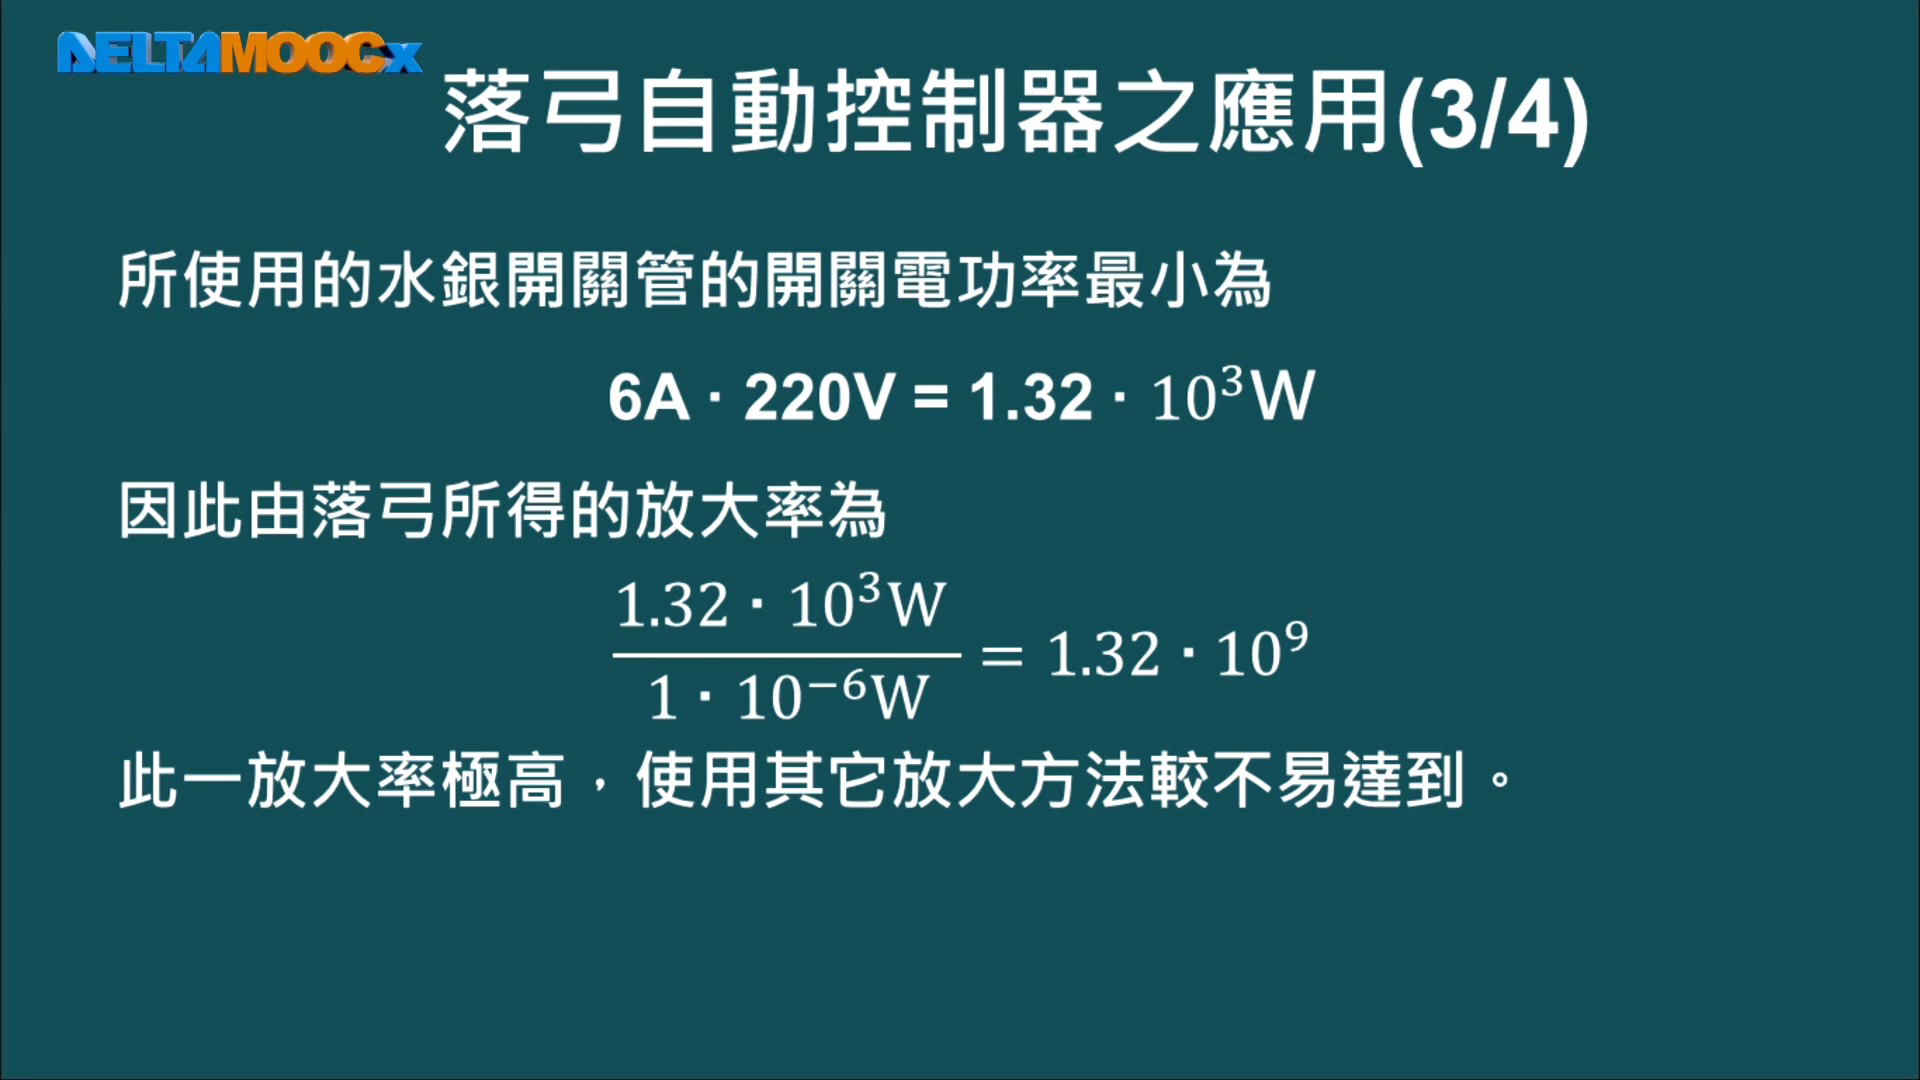 DELTAMOOCx
落弓自動控制器之應用(3/4)
所使用的水銀開關管的開關電功率最小為
6A · 220V = 1.32 · 10³W
因此由落弓所得的放大率為
1.32 · 10³W
1 · 10⁻⁶W
= 1.32 · 10⁹
此一放大率極高，使用其它放大方法較不易達到。